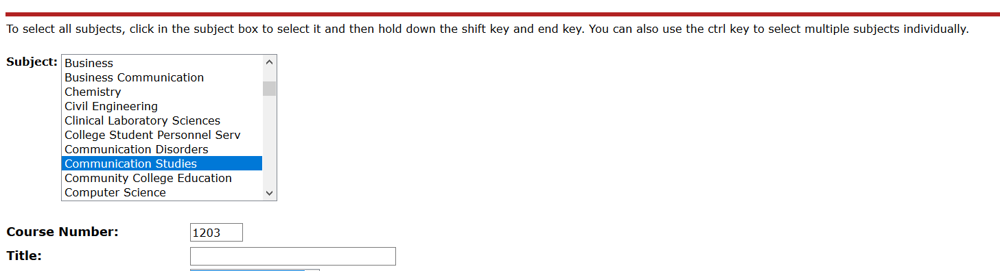 To select all subjects, click in the subject box to select it and then hold down the shift key and end key. You can also use the ctrl key to select multiple subjects individually.
Subject:
Business
Business Communication
Chemistry
Civil Engineering
Clinical Laboratory Sciences
College Student Personnel Serv
Communication Disorders
Communication Studies
Community College Education
Computer Science
Course Number: 1203
Title: